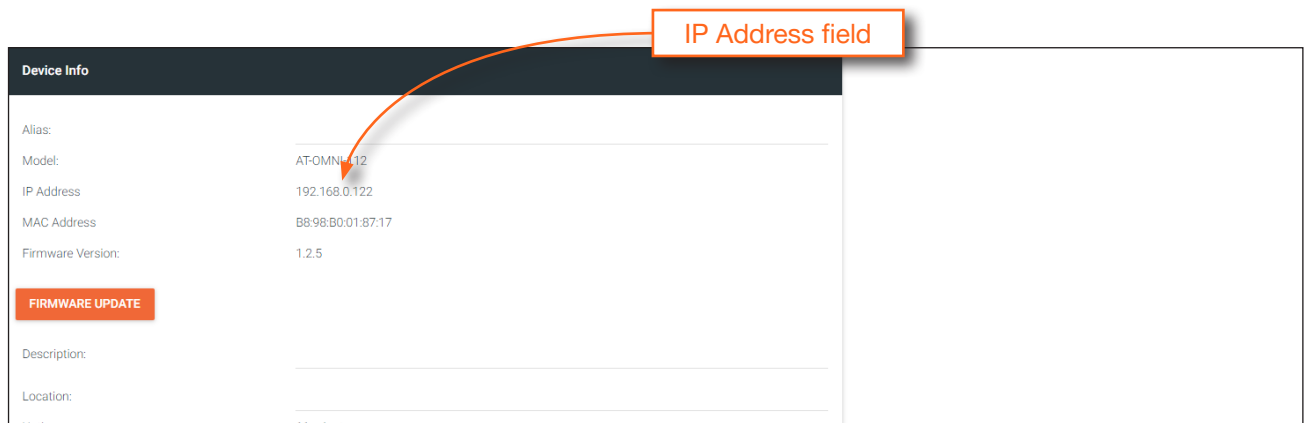 IP Address field
Device Info
Alias:
Model: AT-OMNI-112
IP Address 192.168.0.122
MAC Address B8:98:B0:01:87:17
Firmware Version: 1.2.5
FIRMWARE UPDATE
Description:
Location: